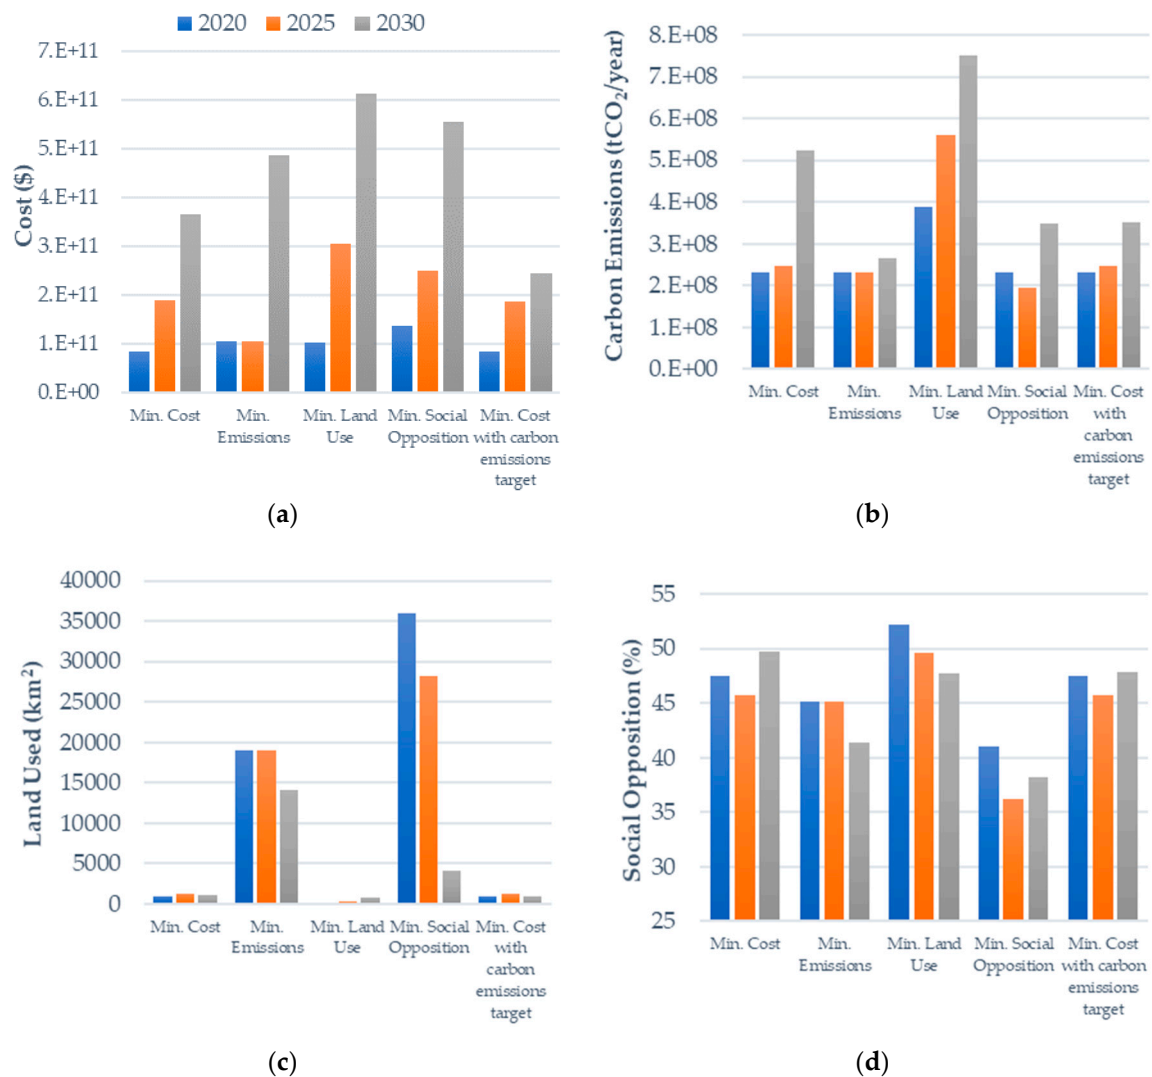 (a)
2020 2025 2030
Cost ($)
7.E+11
6.E+11
5.E+11
4.E+11
3.E+11
2.E+11
1.E+11
0.E+00
Min. Cost
Min.
Emissions
Min. Land
Use
Min. Social
Opposition
Min. Cost
with carbon
emissions
target
(a)
Carbon Emissions (tCO₂/year)
8.E+08
7.E+08
6.E+08
5.E+08
4.E+08
3.E+08
2.E+08
1.E+08
0.E+00
Min. Cost
Min.
Emissions
Min. Land
Use
Min. Social
Opposition
Min. Cost
with
carbon
emissions
target
(b)
Land Used (km²)
40000
35000
30000
25000
20000
15000
10000
5000
0
Min. Cost
Min.
Emissions
Min. Land
Use
Min. Social
Opposition
Min. Cost
with
carbon
emissions
target
(c)
Social Opposition (%)
55
50
45
40
35
30
25
Min. Cost
Min.
Emissions
Min. Land
Use
Min. Social
Opposition
Min. Cost
with carbon
emissions
target
(d)